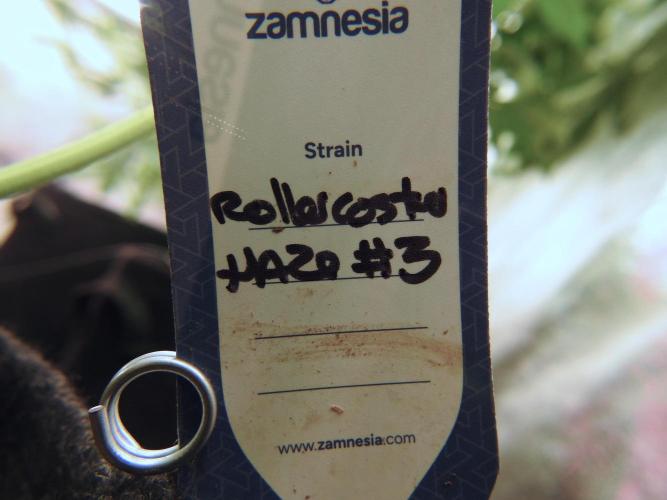 zamnesia
Strain
Rollercoster
HAZe #3
www.zamnesia.com